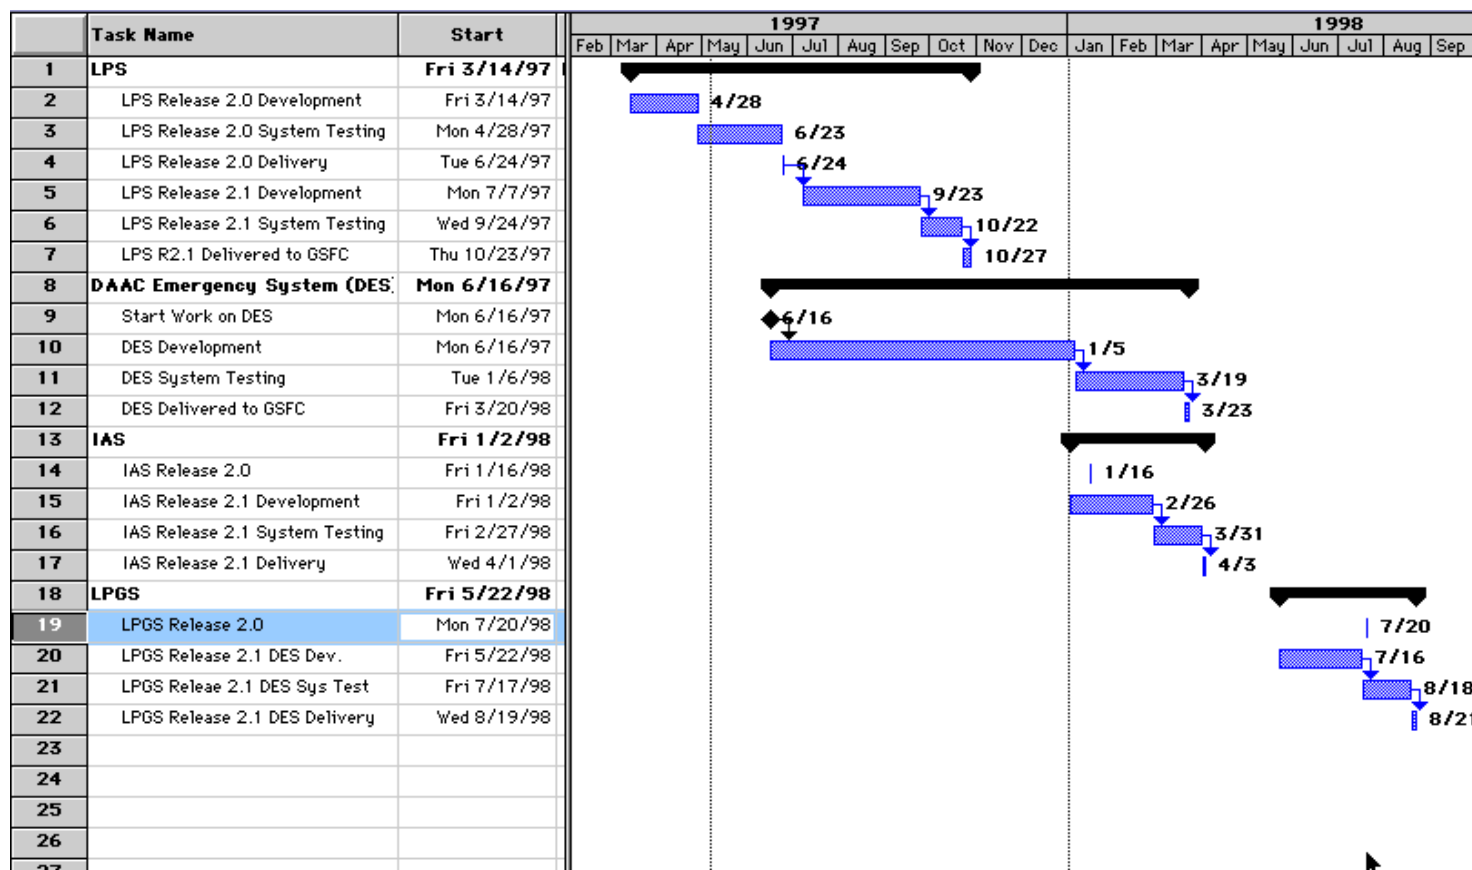 Task Name Start 1997 1998
Feb Mar Apr May Jun Jul Aug Sep Oct Nov Dec Jan Feb Mar Apr May Jun Jul Aug Sep
1 LPS Fri 3/14/97
2 LPS Release 2.0 Development Fri 3/14/97 4/28
3 LPS Release 2.0 System Testing Mon 4/28/97 6/23
4 LPS Release 2.0 Delivery Tue 6/24/97 6/24
5 LPS Release 2.1 Development Mon 7/7/97 9/23
6 LPS Release 2.1 System Testing Wed 9/24/97 10/22
7 LPS R2.1 Delivered to GSFC Thu 10/23/97 10/27
8 DAAC Emergency System (DES) Mon 6/16/97
9 Start Work on DES Mon 6/16/97 6/16
10 DES Development Mon 6/16/97 1/5
11 DES System Testing Tue 1/6/98 3/19
12 DES Delivered to GSFC Fri 3/20/98 3/23
13 IAS Fri 1/2/98
14 IAS Release 2.0 Fri 1/16/98 1/16
15 IAS Release 2.1 Development Fri 1/2/98 2/26
16 IAS Release 2.1 System Testing Fri 2/27/98 3/31
17 IAS Release 2.1 Delivery Wed 4/1/98 4/3
18 LPGS Fri 5/22/98
19 LPGS Release 2.0 Mon 7/20/98 7/20
20 LPGS Release 2.1 DES Dev. Fri 5/22/98 7/16
21 LPGS Releae 2.1 DES Sys Test Fri 7/17/98 8/18
22 LPGS Release 2.1 DES Delivery Wed 8/19/98 8/21
23
24
25
26
27